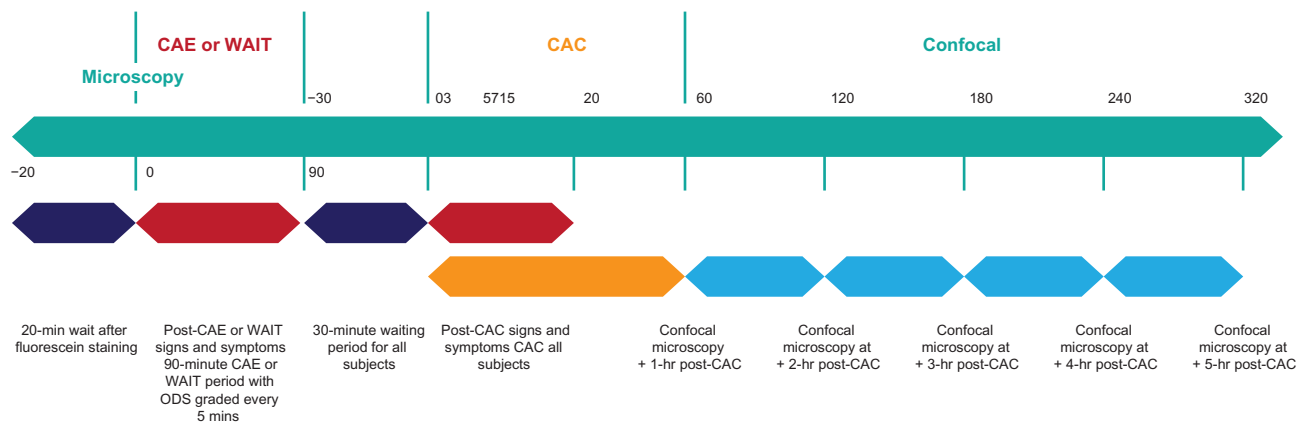 CAE or WAIT
CAC
Confocal
Microscopy
−30
03
5715
20
60
120
180
240
320
−20
0
90
20-min wait after
fluorescein staining
Post-CAE or WAIT
signs and symptoms
90-minute CAE or
WAIT period with
ODS graded every
5 mins
30-minute waiting
period for all
subjects
Post-CAC signs and
symptoms CAC all
subjects
Confocal
microscopy
+ 1-hr post-CAC
Confocal
microscopy at
+ 2-hr post-CAC
Confocal
microscopy at
+ 3-hr post-CAC
Confocal
microscopy at
+ 4-hr post-CAC
Confocal
microscopy at
+ 5-hr post-CAC